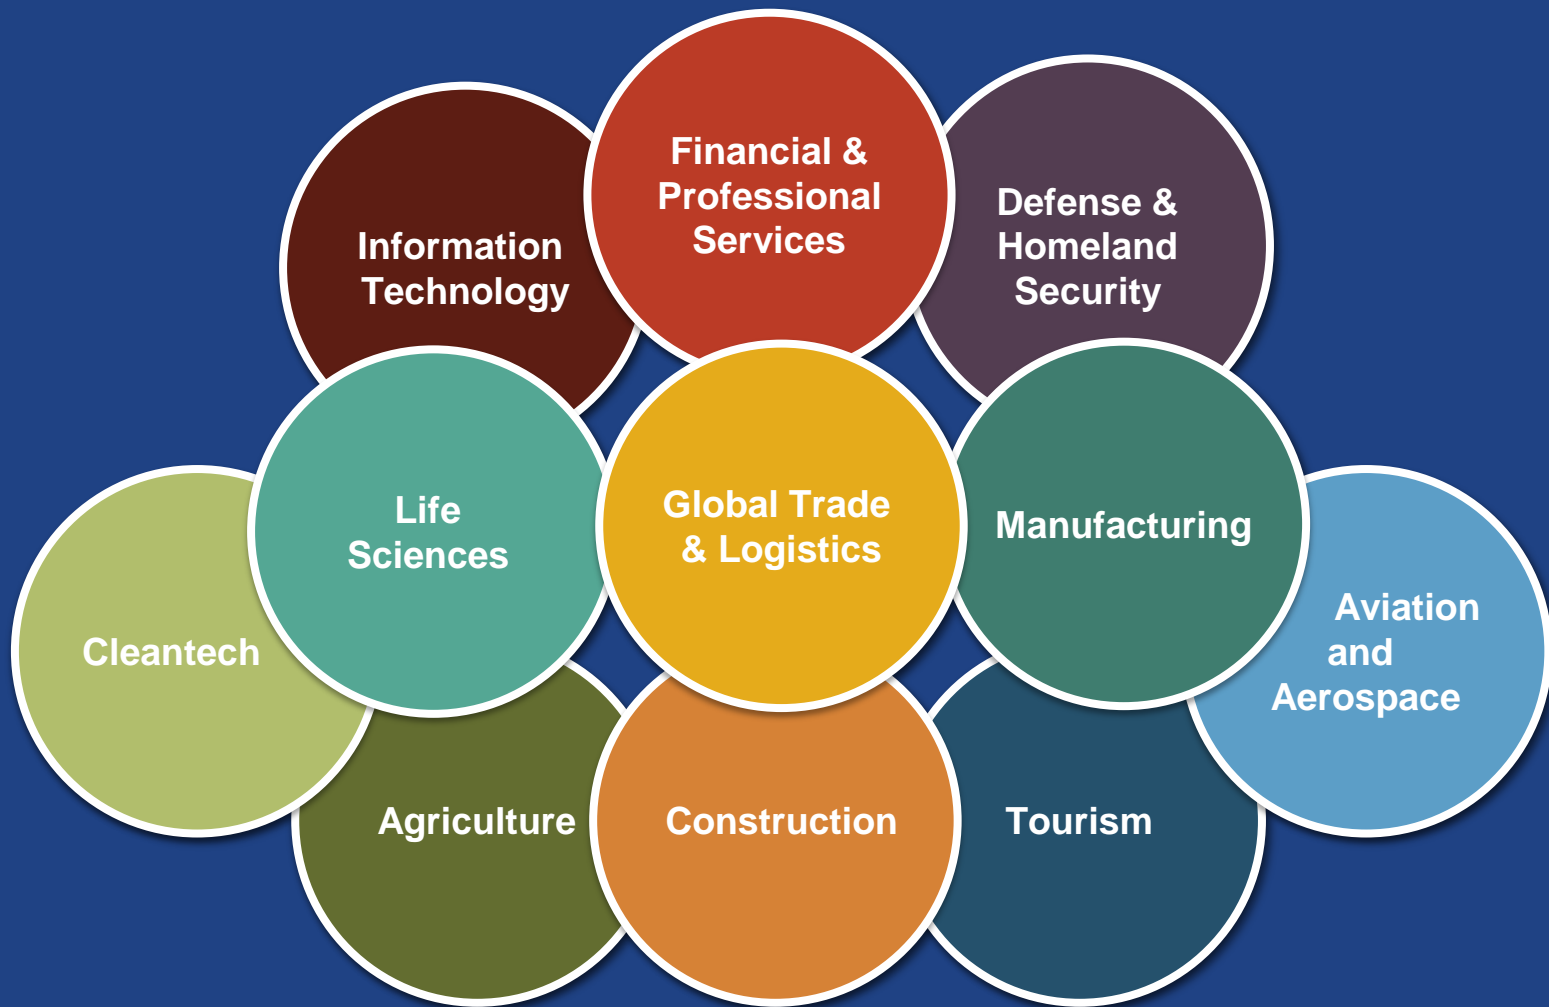 Financial &
Professional
Services
Information
Technology
Defense &
Homeland
Security
Life
Sciences
Global Trade
& Logistics
Manufacturing
Cleantech
Aviation
and
Aerospace
Agriculture
Construction
Tourism